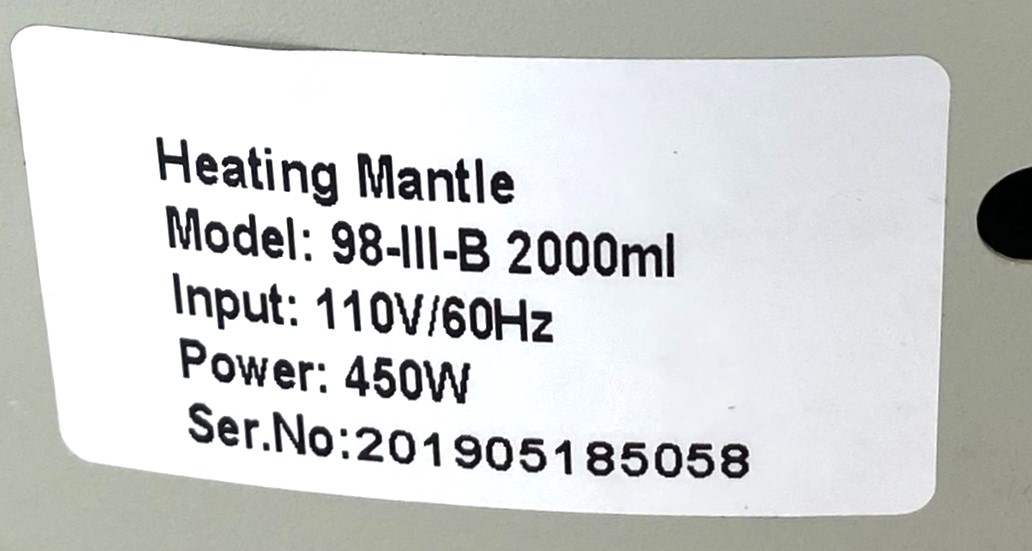 Heating Mantle
Model: 98-III-B 2000ml
Input: 110V/60Hz
Power: 450W
Ser.No:201905185058